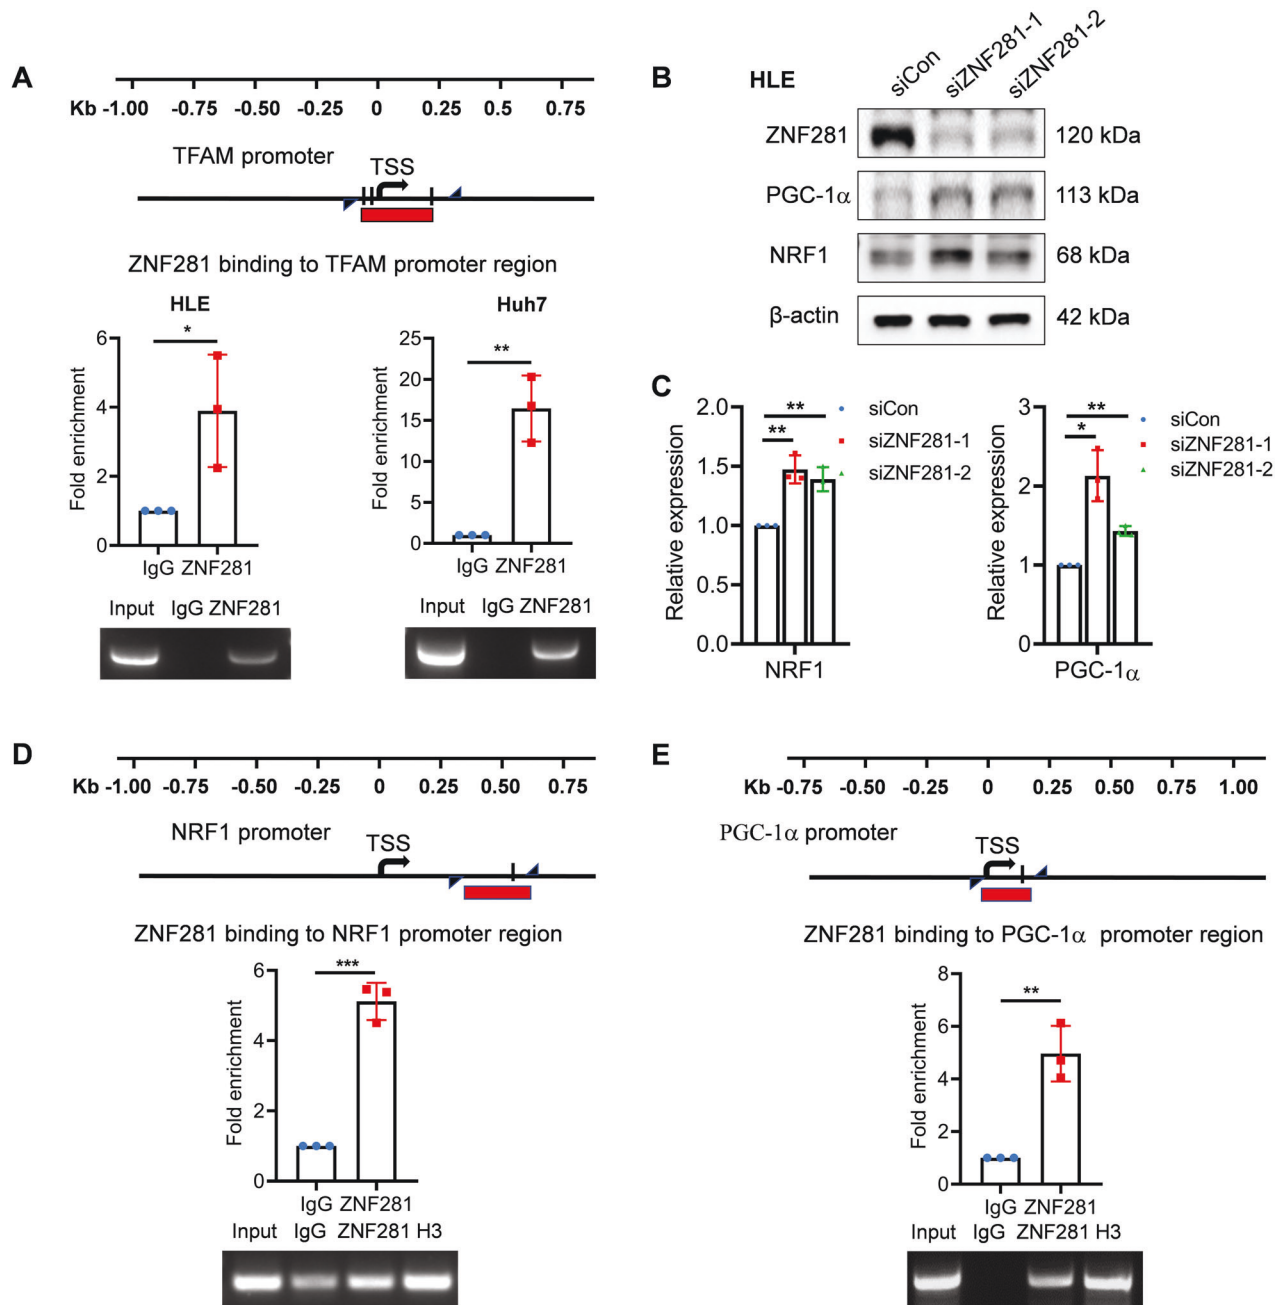 A
Kb -1.00 -0.75 -0.50 -0.25 0 0.25 0.50 0.75
TFAM promoter
TSS
ZNF281 binding to TFAM promoter region
HLE
*
Fold enrichment
6
4
2
0
IgG ZNF281
Input IgG ZNF281
Huh7
**
Fold enrichment
25
20
15
10
5
0
IgG ZNF281
Input IgG ZNF281
B
HLE
siCon siZNF281-1 siZNF281-2
ZNF281 120 kDa
PGC-1α 113 kDa
NRF1 68 kDa
β-actin 42 kDa
C
Relative expression
2.0
1.5
1.0
0.5
0.0
**
**
NRF1
siCon
siZNF281-1
siZNF281-2
Relative expression
3
2
1
0
**
*
PGC-1α
siCon
siZNF281-1
siZNF281-2
D
Kb -1.00 -0.75 -0.50 -0.25 0 0.25 0.50 0.75
NRF1 promoter
TSS
ZNF281 binding to NRF1 promoter region
***
Fold enrichment
6
4
2
0
IgG ZNF281
Input IgG ZNF281 H3
E
Kb -0.75 -0.50 -0.25 0 0.25 0.50 0.75 1.00
PGC-1α promoter
TSS
ZNF281 binding to PGC-1α promoter region
**
Fold enrichment
8
6
4
2
0
IgG ZNF281
Input IgG ZNF281 H3